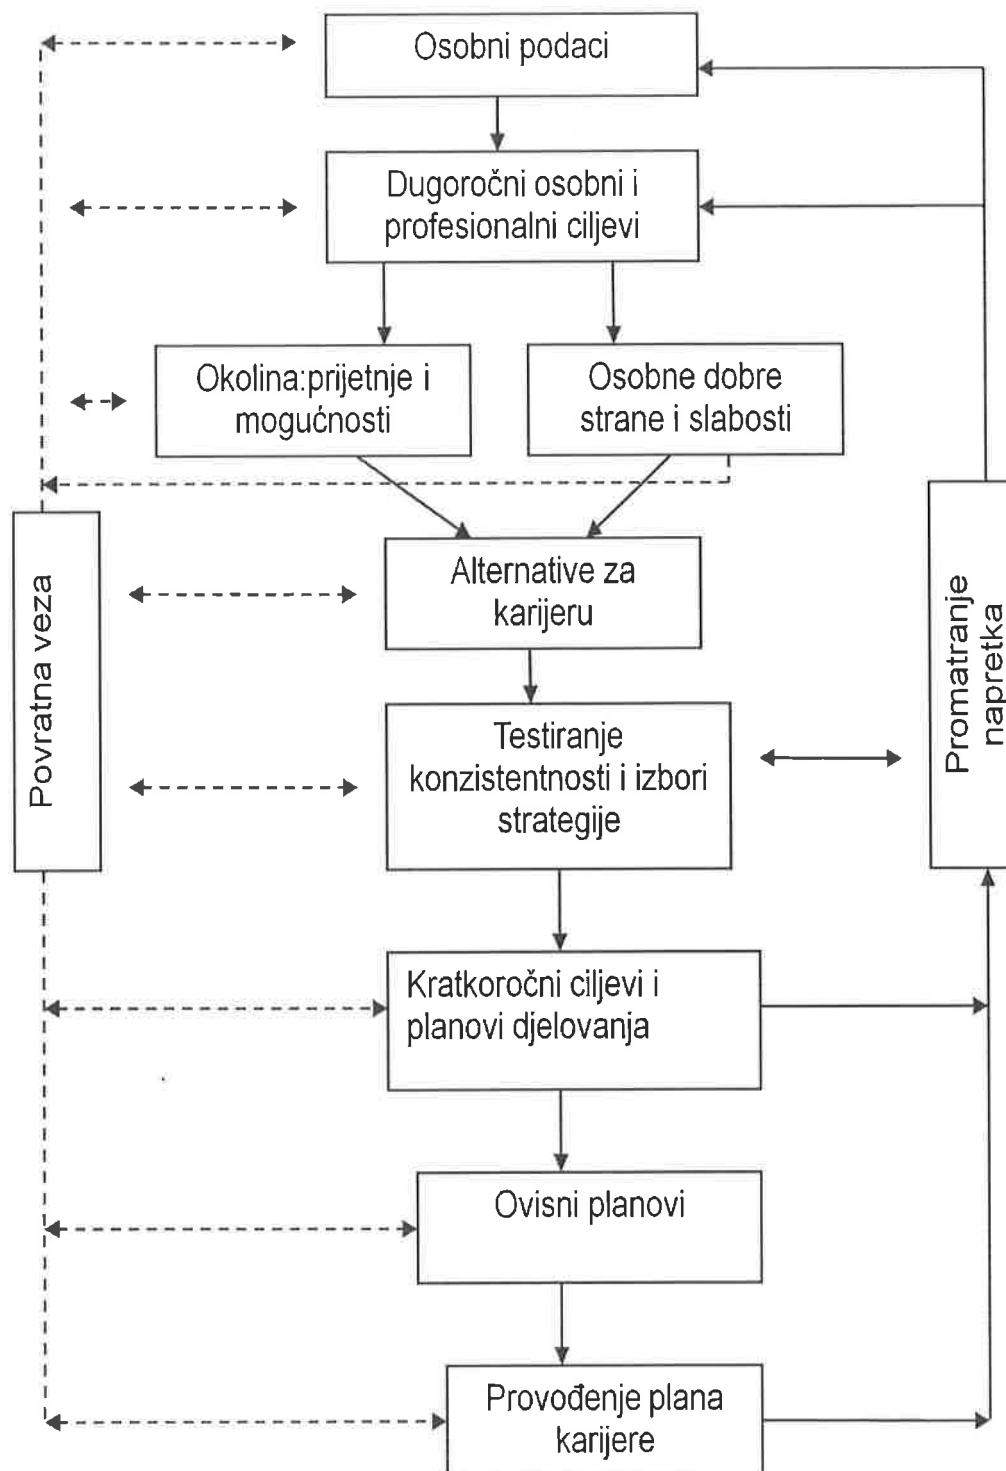 Osobni podaci
Dugoročni osobni i
profesionalni ciljevi
Okolina:prijetnje i
mogućnosti
Osobne dobre
strane i slabosti
Povratna veza
Alternative za
karijeru
Promatranje
napretka
Testiranje
konzistentnosti i izbori
strategije
Kratkoročni ciljevi i
planovi djelovanja
Ovisni planovi
Provođenje plana
karijere